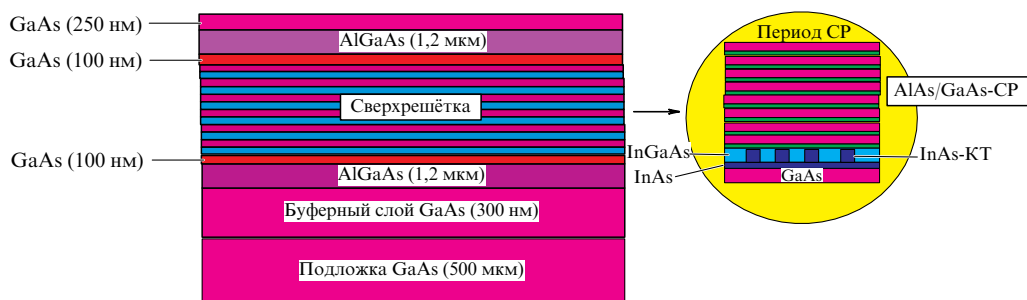 GaAs (250 нм)
AlGaAs (1,2 мкм)
GaAs (100 нм)
Сверхрешётка
GaAs (100 нм)
AlGaAs (1,2 мкм)
Буферный слой GaAs (300 нм)
Подложка GaAs (500 мкм)
Период СР
AlAs/GaAs-СР
InGaAs
InAs-КТ
InAs
GaAs